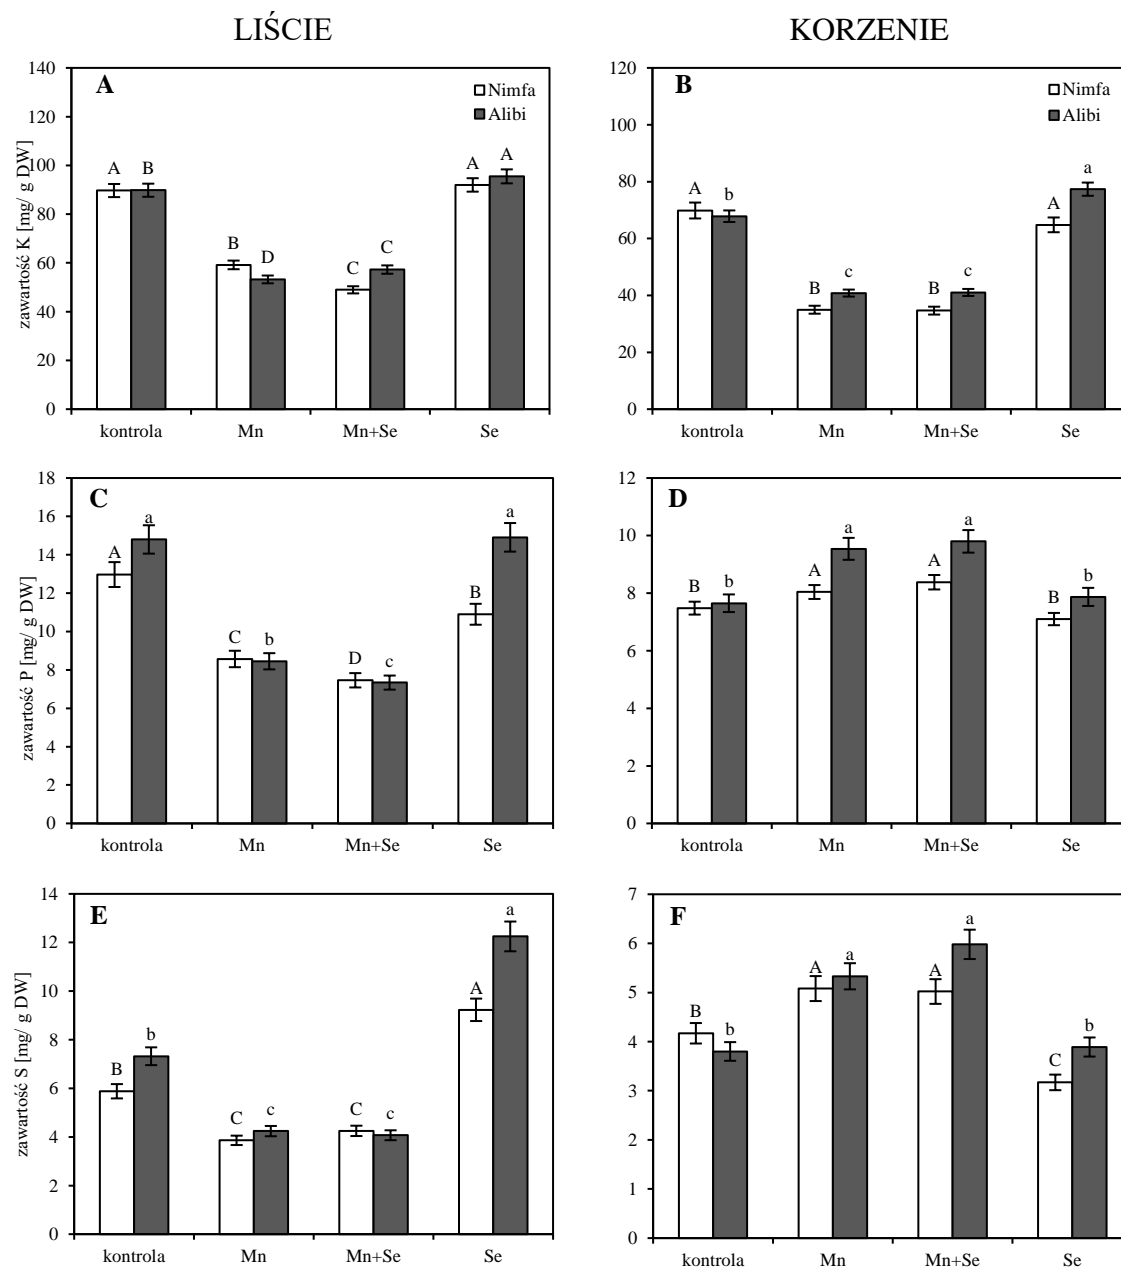 LIŚCIE
KORZENIE
zawartość K [mg/ g DW]
140
120
100
80
60
40
20
0
A
Nimfa
Alibi
A
B
B
D
C
C
A
A
kontrola
Mn
Mn+Se
Se
120
100
80
60
40
20
0
B
Nimfa
Alibi
A
b
B
c
B
c
A
a
kontrola
Mn
Mn+Se
Se
zawartość P [mg/ g DW]
18
16
14
12
10
8
6
4
2
0
C
A
a
C
b
D
c
B
a
kontrola
Mn
Mn+Se
Se
12
10
8
6
4
2
0
D
B
b
A
a
A
a
B
b
kontrola
Mn
Mn+Se
Se
zawartość S [mg/ g DW]
14
12
10
8
6
4
2
0
E
B
b
C
c
C
c
A
a
kontrola
Mn
Mn+Se
Se
7
6
5
4
3
2
1
0
F
B
b
A
a
A
a
C
b
kontrola
Mn
Mn+Se
Se